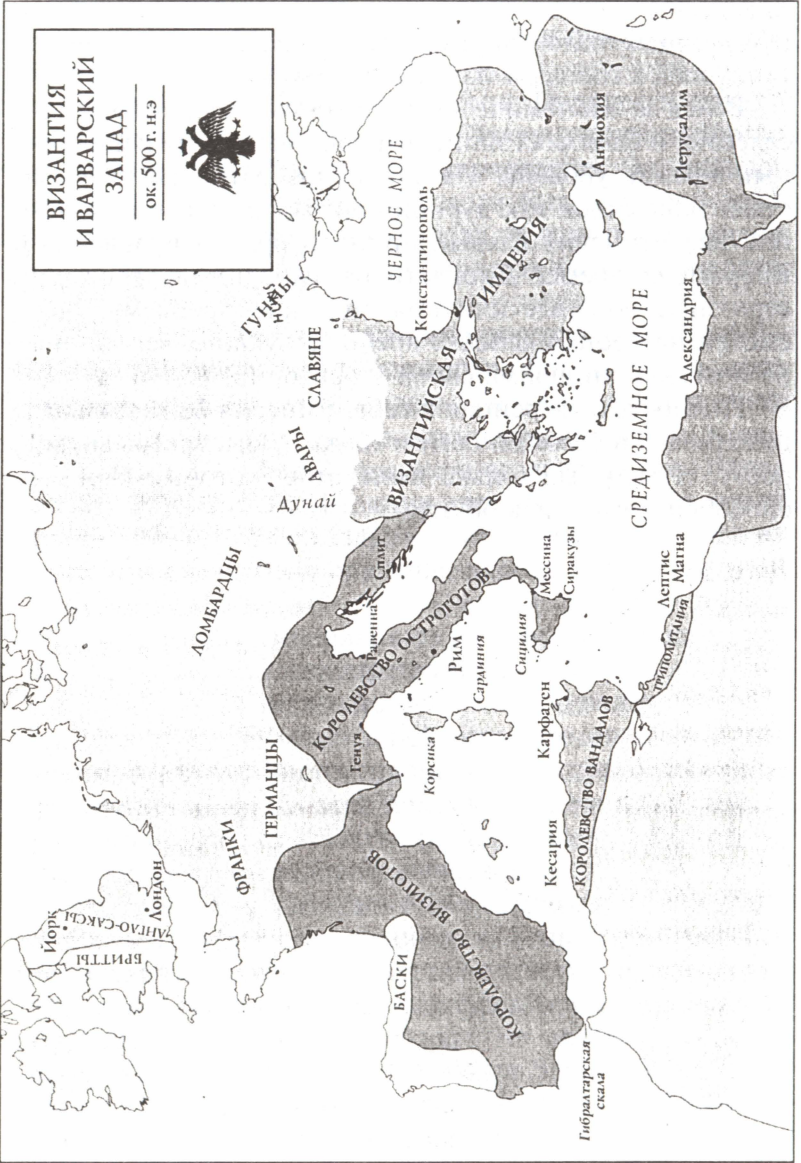 ВИЗАНТИЯ
И ВАРВАРСКИЙ
ЗАПАД
ок. 500 г. н.э
Йорк
Лондон
АНГЛО-САКСЫ
БРИТТЫ
ФРАНКИ
ГЕРМАНЦЫ
ЛОМБАРДЦЫ
Дунай
АВАРЫ
СЛАВЯНЕ
ГУННЫ
ЧЕРНОЕ МОРЕ
Константинополь
ВИЗАНТИЙСКАЯ
ИМПЕРИЯ
Антиохия
Иерусалим
Александрия
СРЕДИЗЕМНОЕ МОРЕ
Сплит
Равенна
КОРОЛЕВСТВО ОСТРОГОТОВ
Генуя
Рим
Корсика
Сардиния
Сицилия
Мессина
Сиракузы
Лептис
Магна
ТРИПОЛИТАНИЯ
Карфаген
Кесария
КОРОЛЕВСТВО ВАНДАЛОВ
БАСКИ
КОРОЛЕВСТВО ВИЗИГОТОВ
Гибралтарская
скала